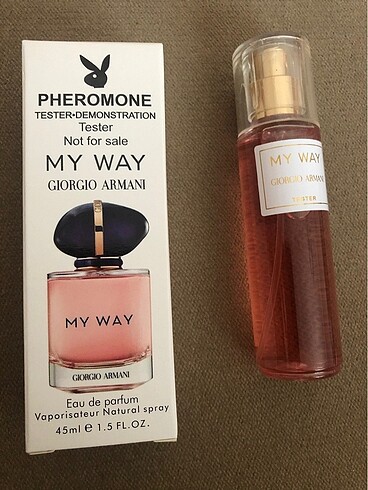 PHEROMONE
TESTER•DEMONSTRATION
Tester
Not for sale
MY WAY
GIORGIO ARMANI
MY WAY
GIORGIO ARMANI
Eau de parfum
Vaporisateur Natural spray
45ml e 1.5 FL.OZ.
MY WAY
GIORGIO ARMANI
TESTER